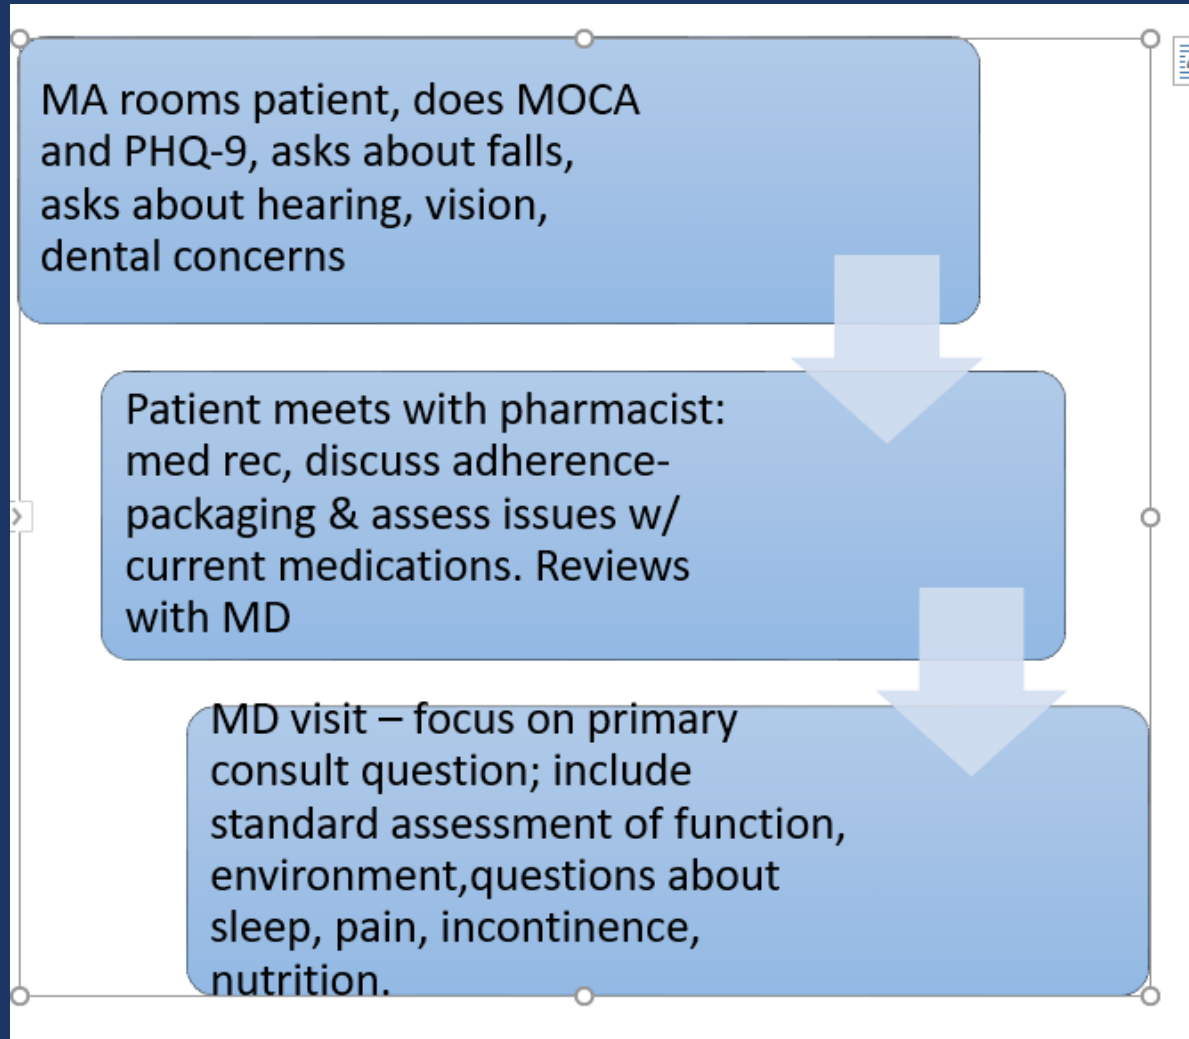 MA rooms patient, does MOCA
and PHQ-9, asks about falls,
asks about hearing, vision,
dental concerns
Patient meets with pharmacist:
med rec, discuss adherence-
packaging & assess issues w/
current medications. Reviews
with MD
MD visit – focus on primary
consult question; include
standard assessment of function,
environment,questions about
sleep, pain, incontinence,
nutrition.